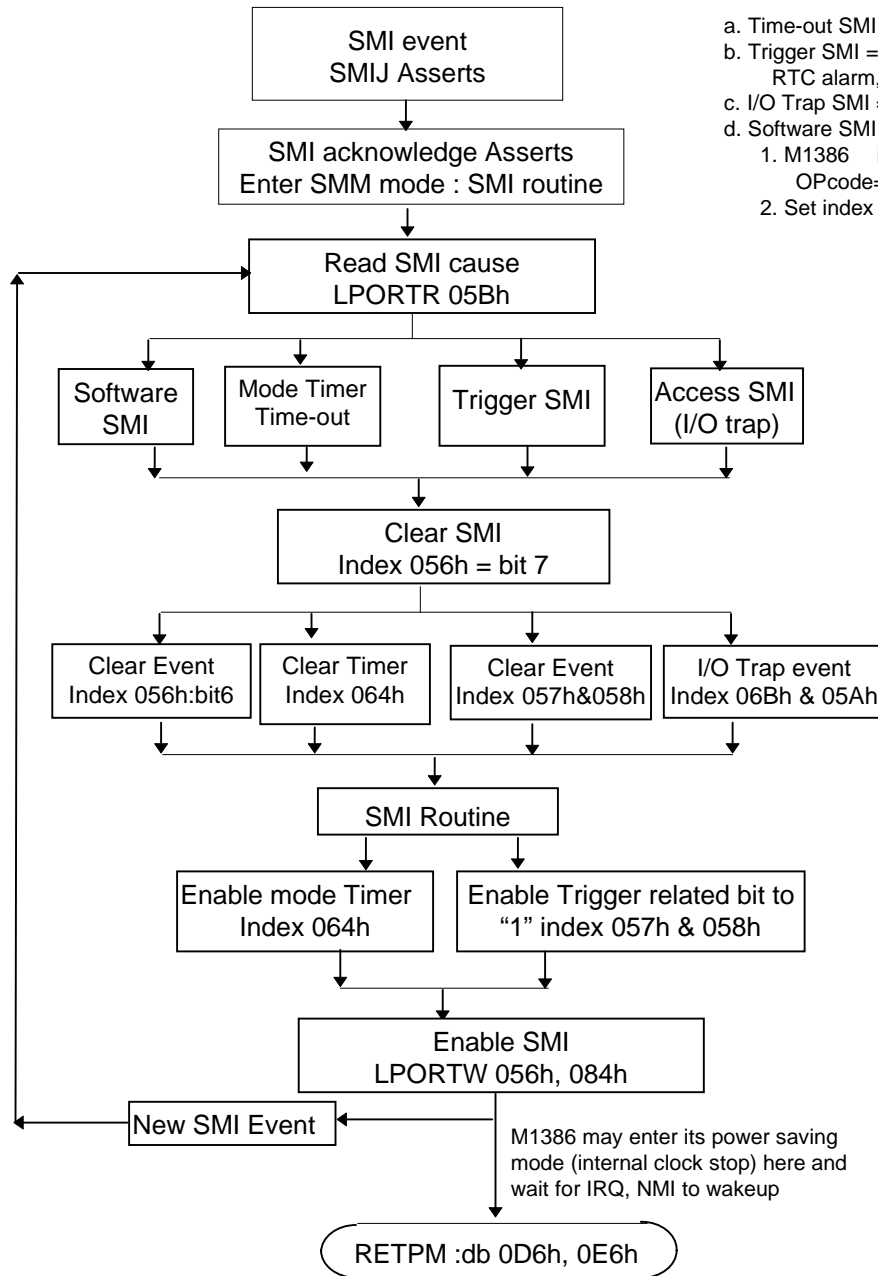 SMI event
SMIJ Asserts
a. Time-out SMI
b. Trigger SMI =
RTC alarm,
c. I/O Trap SMI
d. Software SMI
1. M1386
OPcode=
2. Set index
SMI acknowledge Asserts
Enter SMM mode : SMI routine
Read SMI cause
LPORTR 05Bh
Software
SMI
Mode Timer
Time-out
Trigger SMI
Access SMI
(I/O trap)
Clear SMI
Index 056h = bit 7
Clear Event
Index 056h:bit6
Clear Timer
Index 064h
Clear Event
Index 057h&058h
I/O Trap event
Index 06Bh & 05Ah
SMI Routine
Enable mode Timer
Index 064h
Enable Trigger related bit to
“1” index 057h & 058h
Enable SMI
LPORTW 056h, 084h
New SMI Event
M1386 may enter its power saving
mode (internal clock stop) here and
wait for IRQ, NMI to wakeup
RETPM :db 0D6h, 0E6h